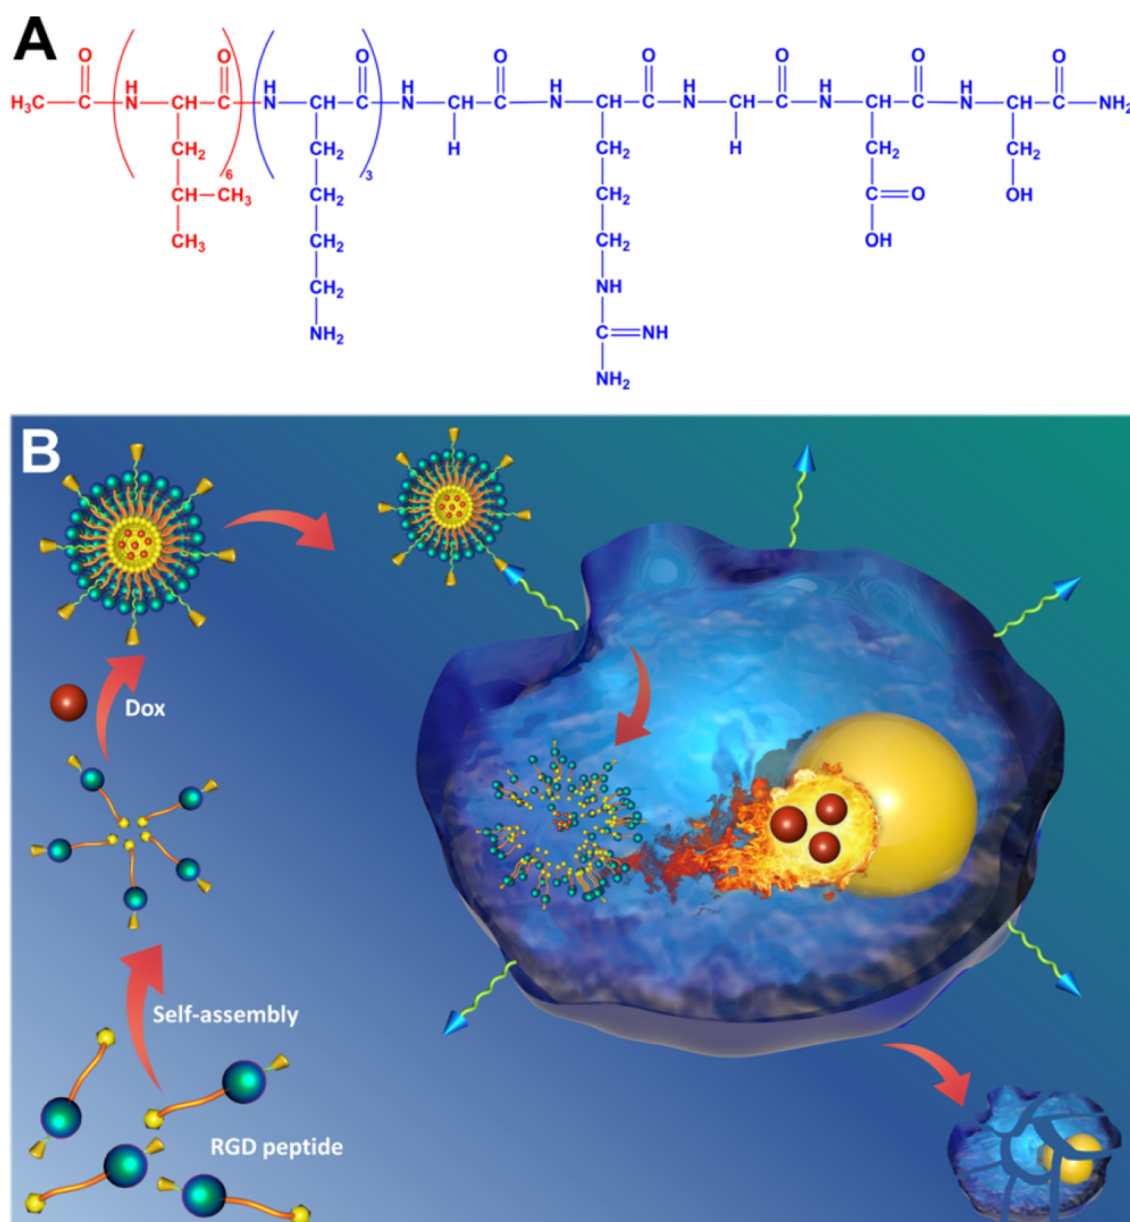 A
O O O O O O O O
H₃C C N H CH C N H CH C N H CH C N H CH C N H CH C N H CH C N H CH C NH₂
CH₂ 6 CH₂ 3 H CH₂ H CH₂ CH₂
CH CH₃ CH₂ CH₂ C O OH
CH₃ CH₂ CH₂ OH
CH₂ NH
NH₂ C NH
NH₂
B
Dox
Self-assembly
RGD peptide